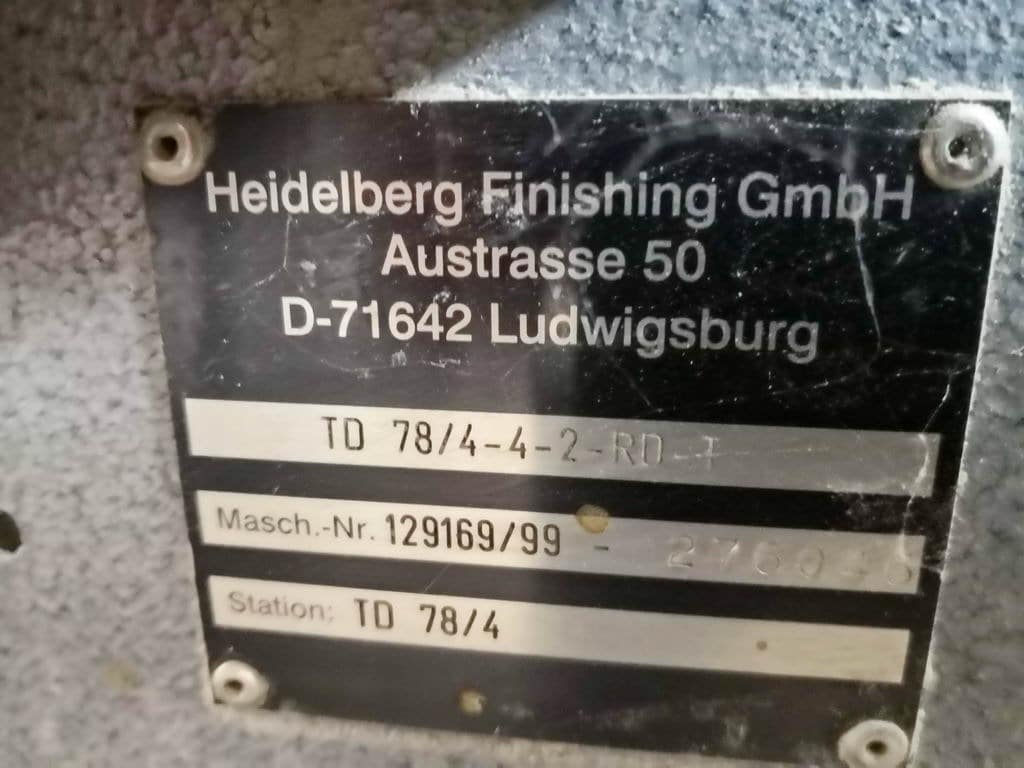 Heidelberg Finishing GmbH
Austrasse 50
D-71642 Ludwigsburg
TD 78/4-4-2-RD-T
Masch.-Nr. 129169/99 -
Station: TD 78/4